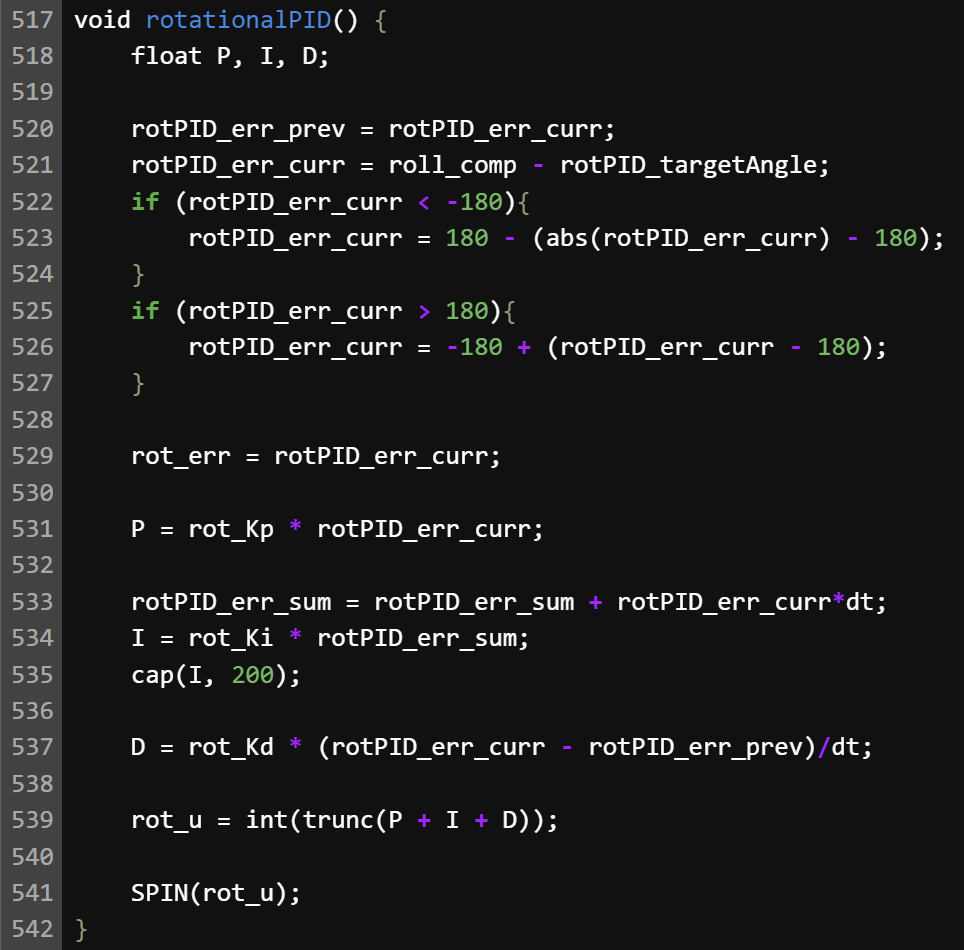 517 void rotationalPID() {
518     float P, I, D;
519
520     rotPID_err_prev = rotPID_err_curr;
521     rotPID_err_curr = roll_comp - rotPID_targetAngle;
522     if (rotPID_err_curr < -180){
523         rotPID_err_curr = 180 - (abs(rotPID_err_curr) - 180);
524     }
525     if (rotPID_err_curr > 180){
526         rotPID_err_curr = -180 + (rotPID_err_curr - 180);
527     }
528
529     rot_err = rotPID_err_curr;
530
531     P = rot_Kp * rotPID_err_curr;
532
533     rotPID_err_sum = rotPID_err_sum + rotPID_err_curr*dt;
534     I = rot_Ki * rotPID_err_sum;
535     cap(I, 200);
536
537     D = rot_Kd * (rotPID_err_curr - rotPID_err_prev)/dt;
538
539     rot_u = int(trunc(P + I + D));
540
541     SPIN(rot_u);
542 }